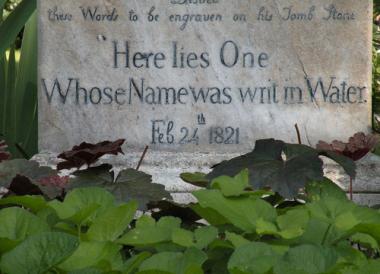 these Words to be engraven on his Tomb Stone
"Here lies One
Whose Name was writ in Water."
Feb 24th 1821